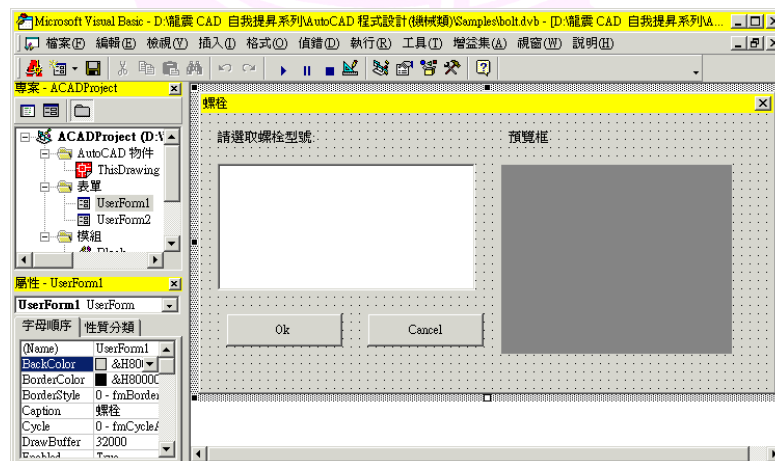 Microsoft Visual Basic - D:\龍震 CAD 自我提昇系列\AutoCAD 程式設計(機械類)\Samples\bolt.dvb - [D:\龍震 CAD 自我提昇系列\A...
檔案(F) 編輯(E) 檢視(V) 插入(I) 格式(O) 偵錯(D) 執行(R) 工具(T) 增益集(A) 視窗(W) 說明(H)
專案 - ACADProject
ACADProject (D:\
AutoCAD 物件
ThisDrawing
表單
UserForm1
UserForm2
模組
屬性 - UserForm1
UserForm1 UserForm
字母順序 性質分類
(Name) UserForm1
BackColor &H80
BorderColor &H80000
BorderStyle 0 - fmBorder
Caption 螺栓
Cycle 0 - fmCycleA
DrawBuffer 32000
Enabled True
螺栓
請選取螺栓型號:
預覽框
Ok
Cancel